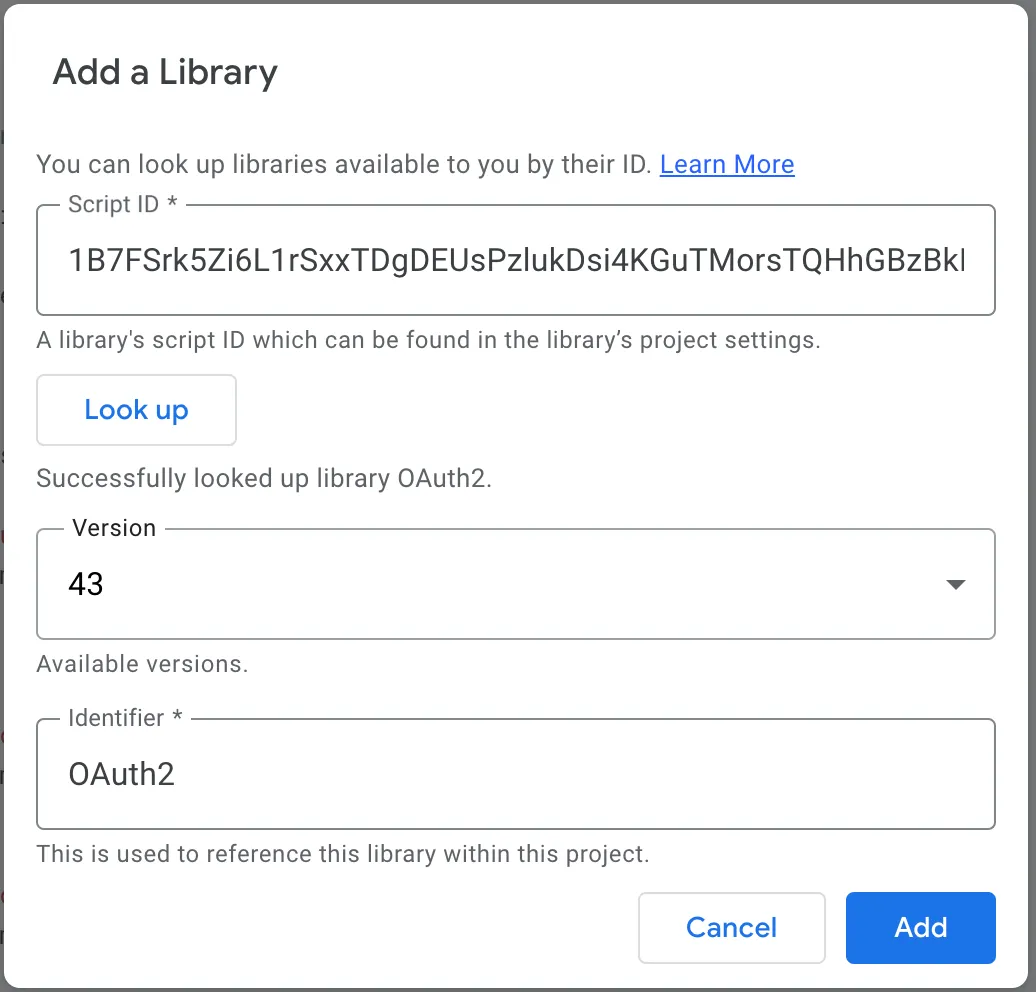 Add a Library
You can look up libraries available to you by their ID. Learn More
Script ID *
1B7FSrk5Zi6L1rSxxTDgDEUsPzlukDsi4KGuTMorsTQHhGBzBk
A library's script ID which can be found in the library’s project settings.
Look up
Successfully looked up library OAuth2.
Version
43
Available versions.
Identifier *
OAuth2
This is used to reference this library within this project.
Cancel
Add